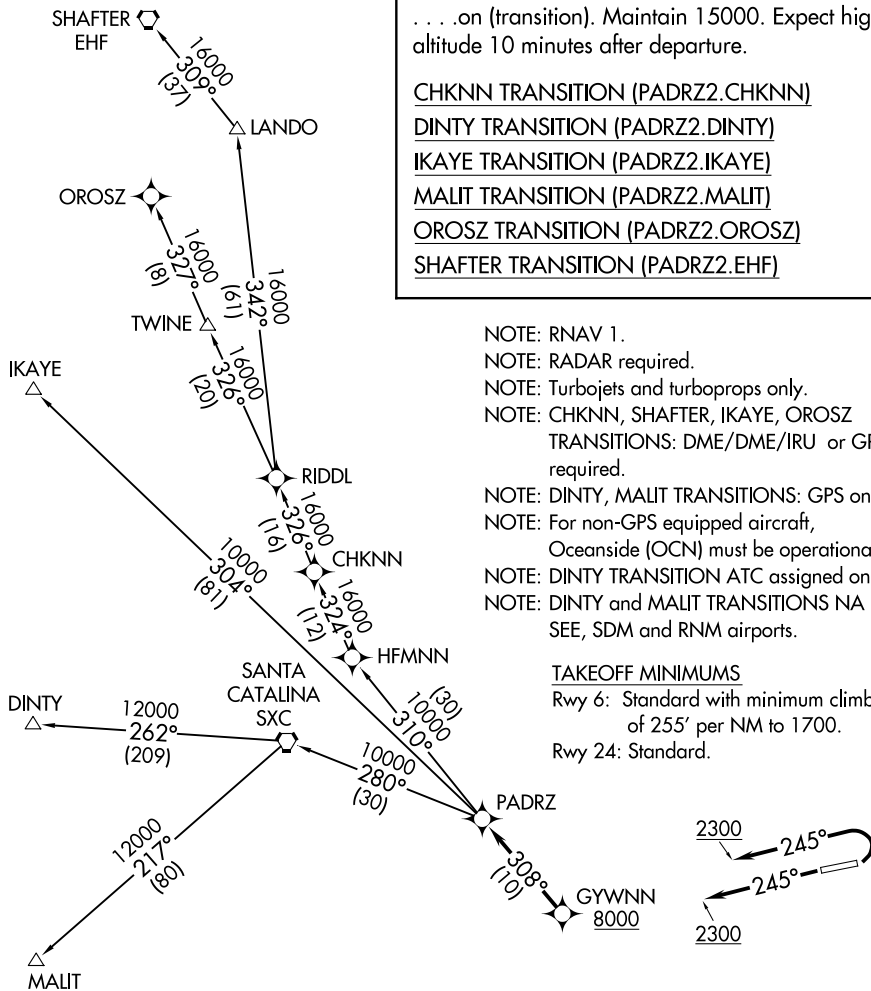 . . . .on (transition). Maintain 15000. Expect
altitude 10 minutes after departure.
CHKNN TRANSITION (PADRZ2.CHKNN)
DINTY TRANSITION (PADRZ2.DINTY)
IKAYE TRANSITION (PADRZ2.IKAYE)
MALIT TRANSITION (PADRZ2.MALIT)
OROSZ TRANSITION (PADRZ2.OROSZ)
SHAFTER TRANSITION (PADRZ2.EHF)
SHAFTER
EHF
16000
309°
(37)
LANDO
OROSZ
16000
327°
(8)
16000
342°
(61)
TWINE
16000
326°
(20)
IKAYE
RIDDL
16000
326°
(16)
CHKNN
16000
324°
(12)
HFMNN
10000
304°
(81)
(30)
10000
310°
SANTA
CATALINA
SXC
DINTY
12000
262°
(209)
10000
280°
(30)
PADRZ
12000
217°
(80)
MALIT
308°
(10)
GYWNN
8000
NOTE: RNAV 1.
NOTE: RADAR required.
NOTE: Turbojets and turboprops only.
NOTE: CHKNN, SHAFTER, IKAYE, OROSZ
TRANSITIONS: DME/DME/IRU or
required.
NOTE: DINTY, MALIT TRANSITIONS: GPS
NOTE: For non-GPS equipped aircraft,
Oceanside (OCN) must be
NOTE: DINTY TRANSITION ATC assigned
NOTE: DINTY and MALIT TRANSITIONS NA
SEE, SDM and RNM airports.
TAKEOFF MINIMUMS
Rwy 6: Standard with minimum climb
of 255' per NM to 1700.
Rwy 24: Standard.
2300
245°
245°
2300